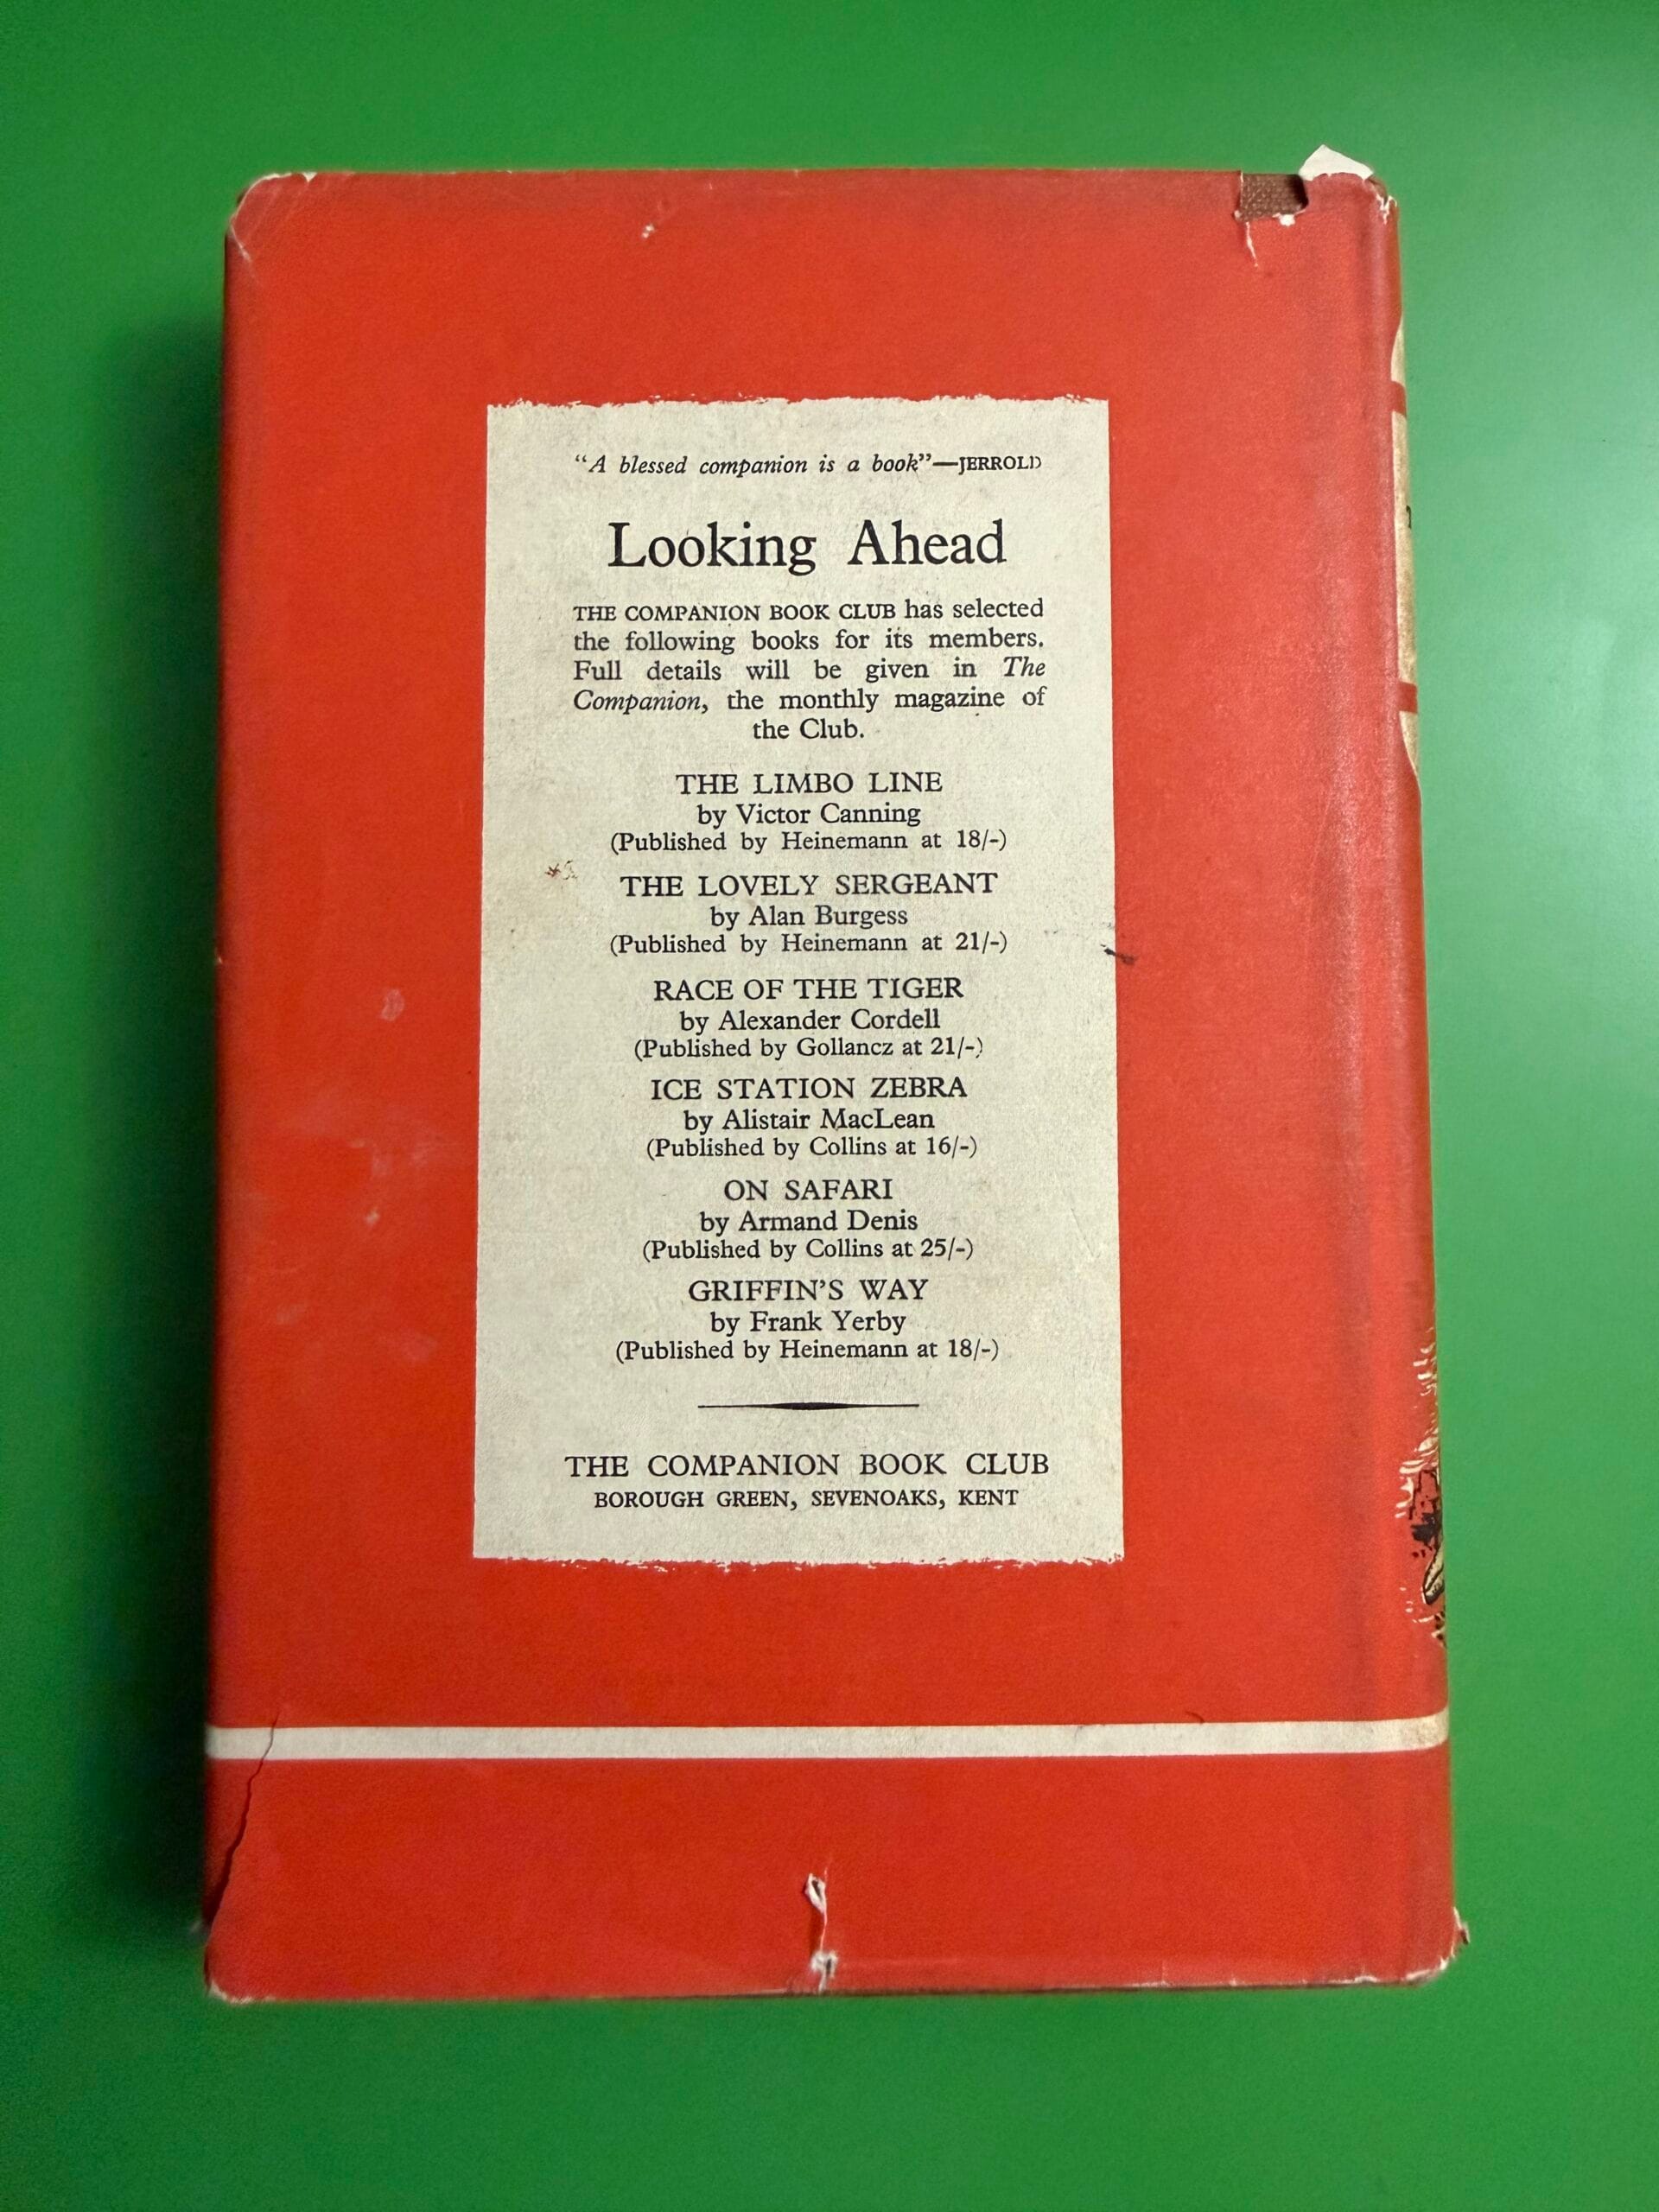 “A blessed companion is a book”—JERROLD
Looking Ahead
THE COMPANION BOOK CLUB has selected
the following books for its members.
Full details will be given in The
Companion, the monthly magazine of
the Club.
THE LIMBO LINE
by Victor Canning
(Published by Heinemann at 18/-)
THE LOVELY SERGEANT
by Alan Burgess
(Published by Heinemann at 21/-)
RACE OF THE TIGER
by Alexander Cordell
(Published by Gollancz at 21/-)
ICE STATION ZEBRA
by Alistair MacLean
(Published by Collins at 16/-)
ON SAFARI
by Armand Denis
(Published by Collins at 25/-)
GRIFFIN’S WAY
by Frank Yerby
(Published by Heinemann at 18/-)
THE COMPANION BOOK CLUB
BOROUGH GREEN, SEVENOAKS, KENT